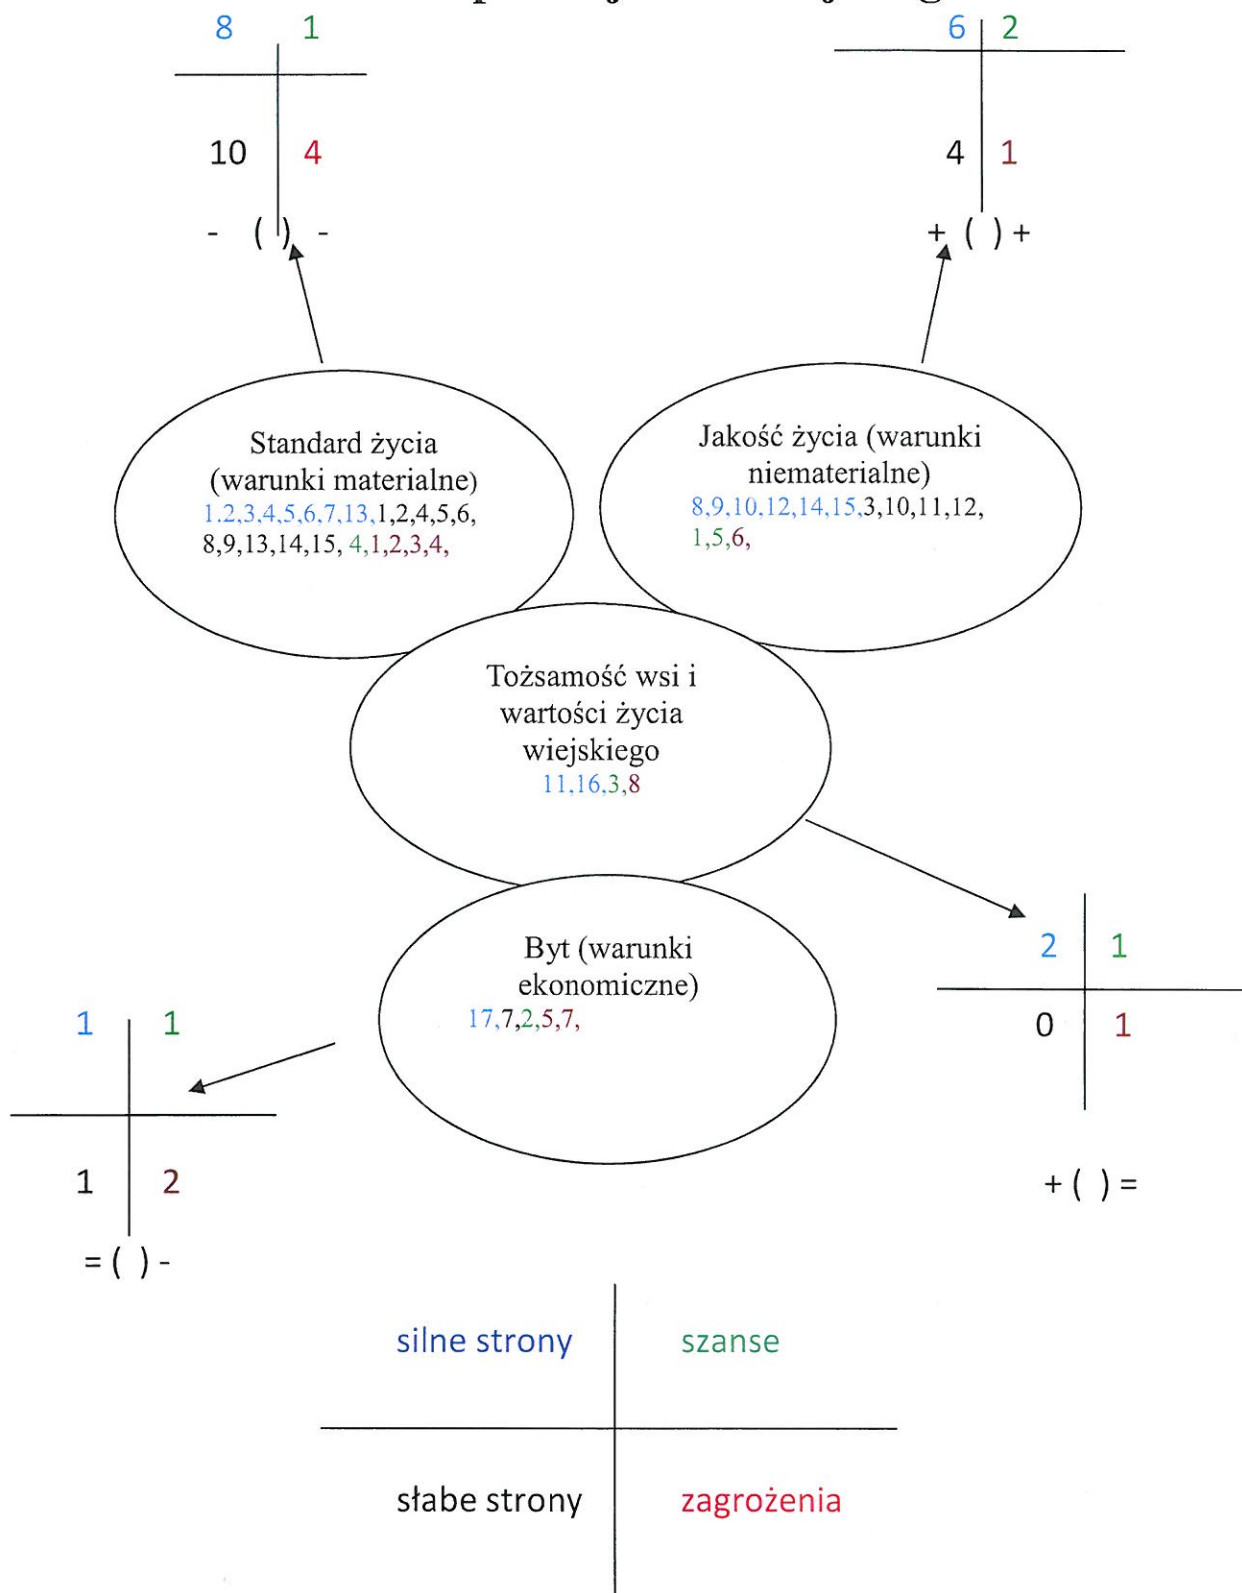 8 1
10 4
- ( ) -
6 2
4 1
+ ( ) +
Standard życia
(warunki materialne)
1.2,3,4,5,6,7,13,1,2,4,5,6,
8,9,13,14,15, 4,1,2,3,4,
Jakość życia (warunki
niematerialne)
8,9,10,12,14,15,3,10,11,12,
1,5,6,
Tożsamość wsi i
wartości życia
wiejskiego
11,16,3,8
Byt (warunki
ekonomiczne)
17,7,2,5,7,
2 1
0 1
+ ( ) =
1 1
1 2
= ( ) -
silne strony szanse
słabe strony zagrożenia